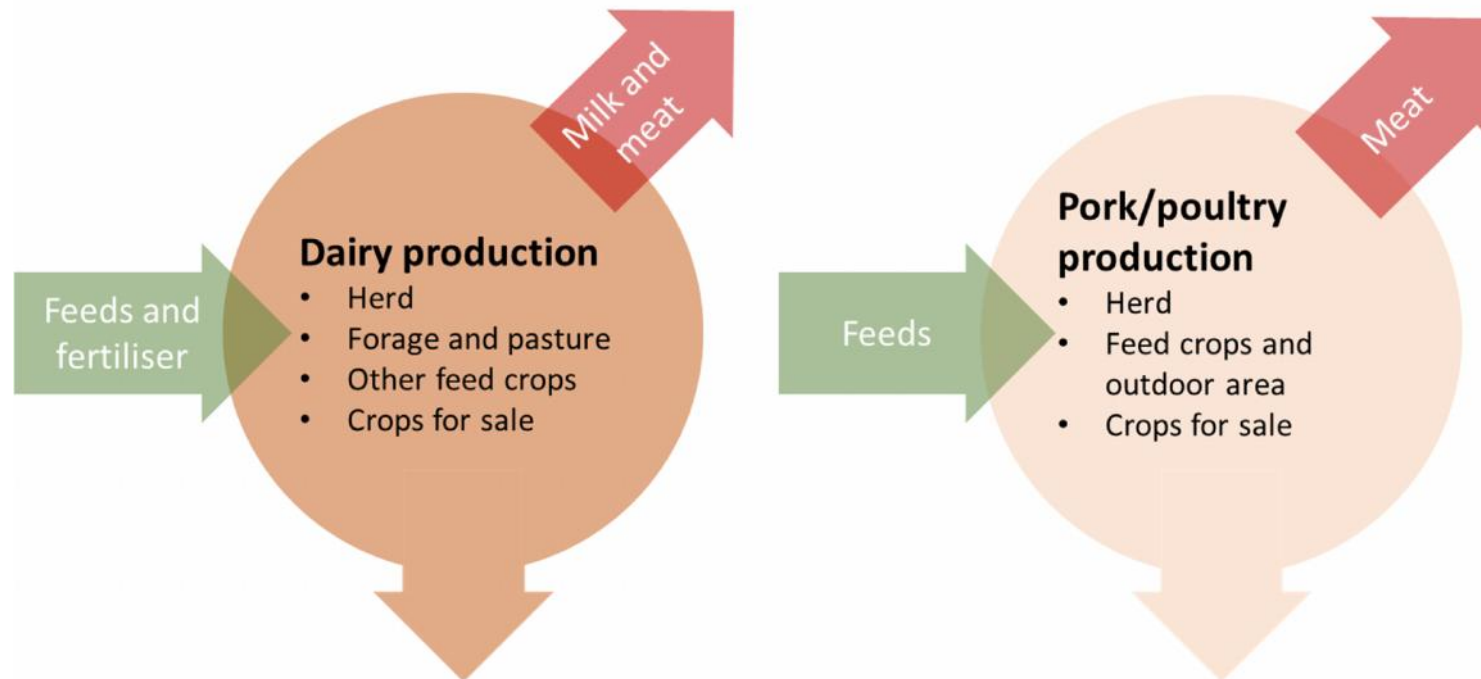 Milk and
meat
Dairy production
• Herd
• Forage and pasture
• Other feed crops
• Crops for sale
Feeds and
fertiliser
Meat
Pork/poultry
production
• Herd
• Feed crops and
outdoor area
• Crops for sale
Feeds